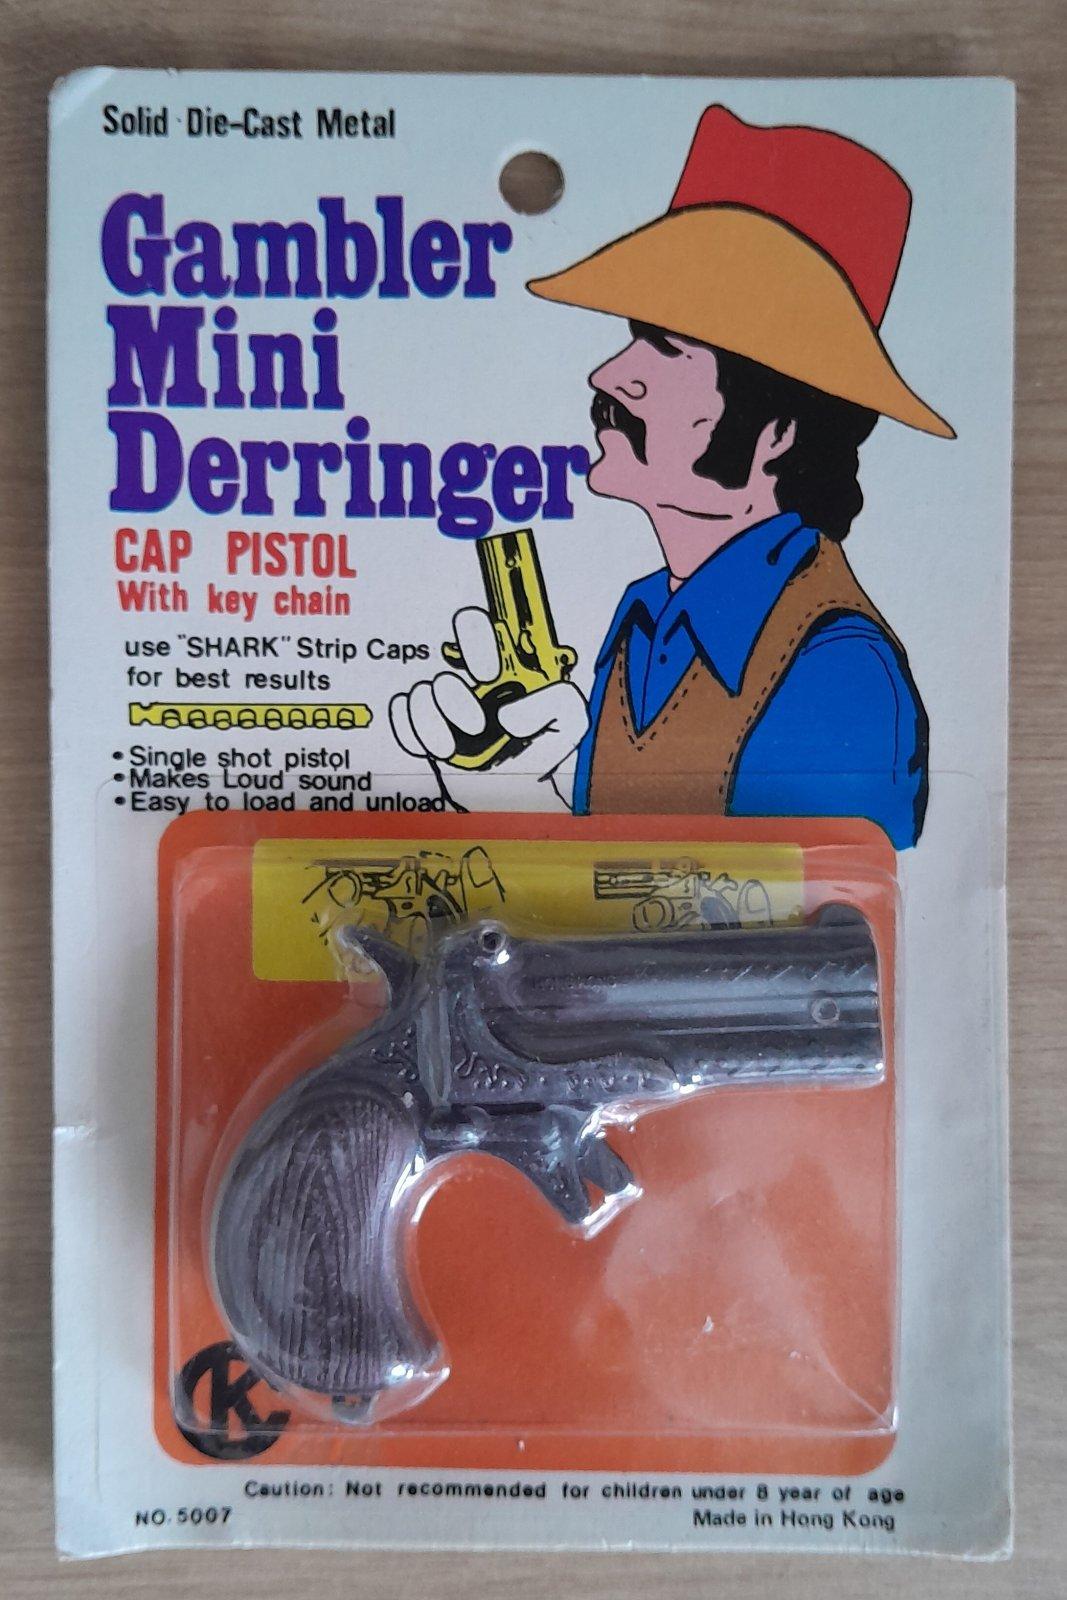 Solid Die-Cast Metal
Gambler
Mini
Derringer
CAP PISTOL
With key chain
use "SHARK" Strip Caps
for best results
•Single shot pistol
•Makes Loud sound
•Easy to load and unload
CK
Caution: Not recommended for children under 8 year of age
NO. 5007
Made in Hong Kong